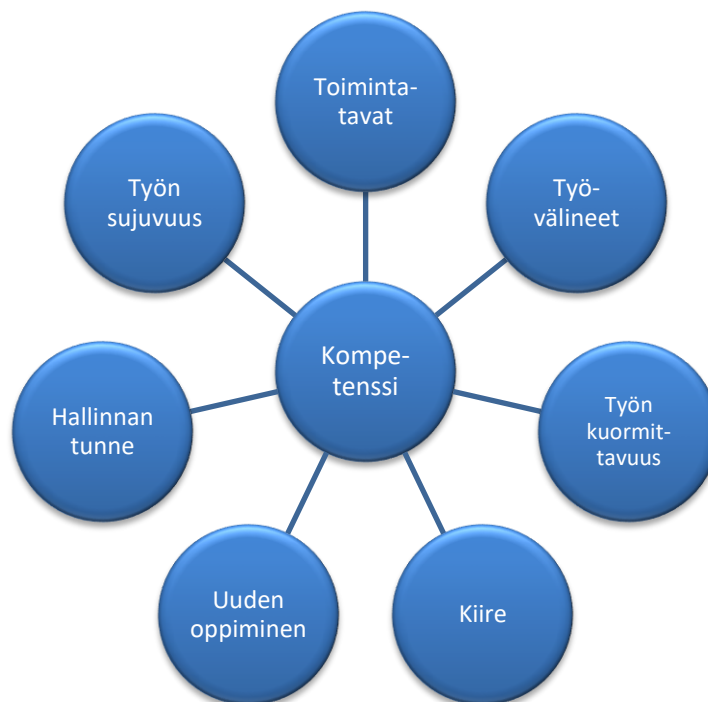 Toiminta-
tavat
Työn
sujuvuus
Työ-
välineet
Kompe-
tenssi
Hallinnan
tunne
Työn
kuormit-
tavuus
Uuden
oppiminen
Kiire